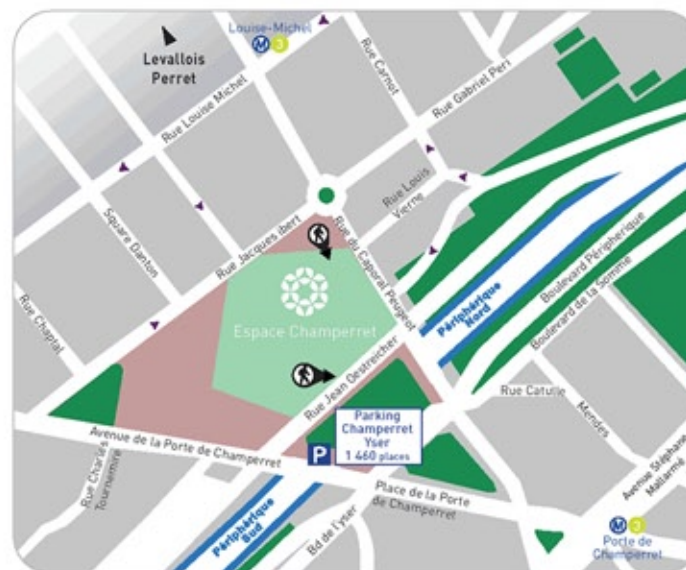 Louise-Michel
M 3
Levallois
Perret
Rue Carnot
Rue Gabriel Peri
Rue Louise Michel
Rue Louis
Vierne
Square Danton
Rue Jacques Ibert
Rue du Caporal Peugeot
Boulevard Périphérique
Boulevard de la Somme
Périphérique
Nord
Rue Chaptal
Espace Champerret
Rue Jean Oestreicher
Rue Catulle
Mendes
Parking
Champerret
Yser
1 460 places
P
Avenue de la Porte de Champerret
Rue Charles
Tournemire
Place de la Porte
de Champerret
Avenue Stéphane
Mallarmé
Périphérique
Sud
Bd de l'yser
M 3
Porte de
Champerret